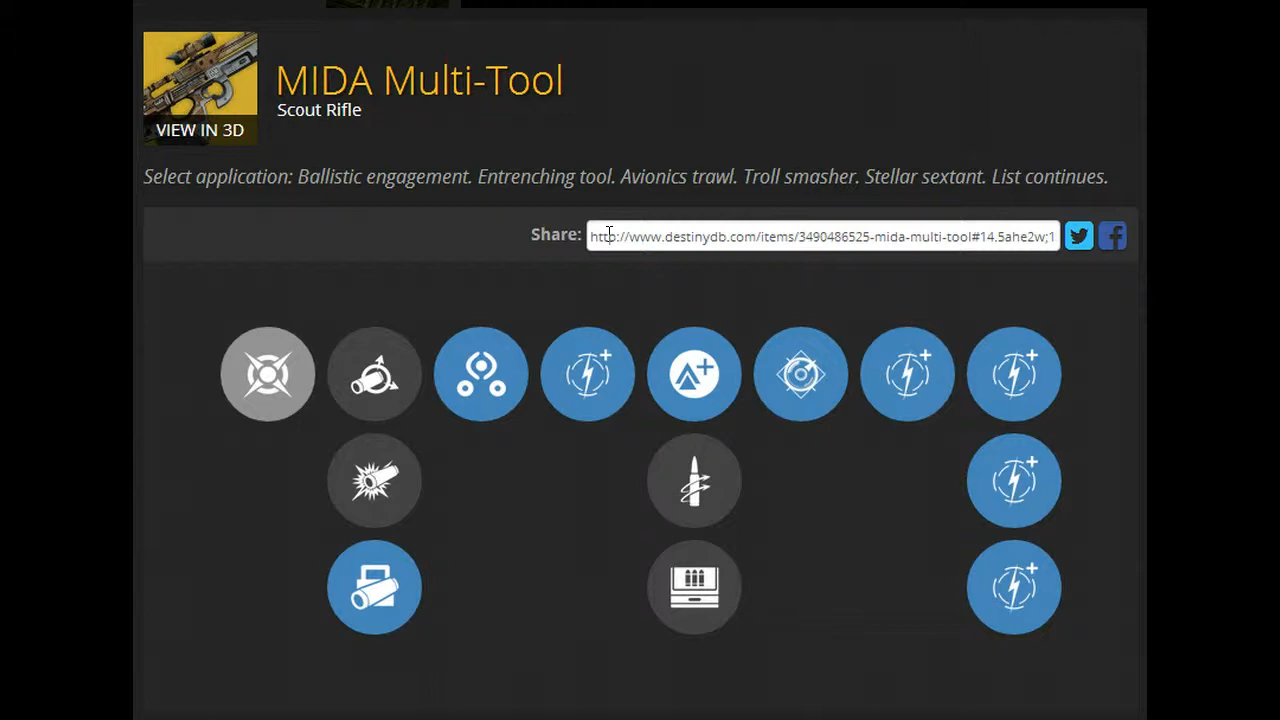 MIDA Multi-Tool
Scout Rifle
VIEW IN 3D
Select application: Ballistic engagement. Entrenching tool. Avionics trawl. Troll smasher. Stellar sextant. List continues.
Share: http://www.destinydb.com/items/3490486525-mida-multi-tool#14.5ahe2w;1